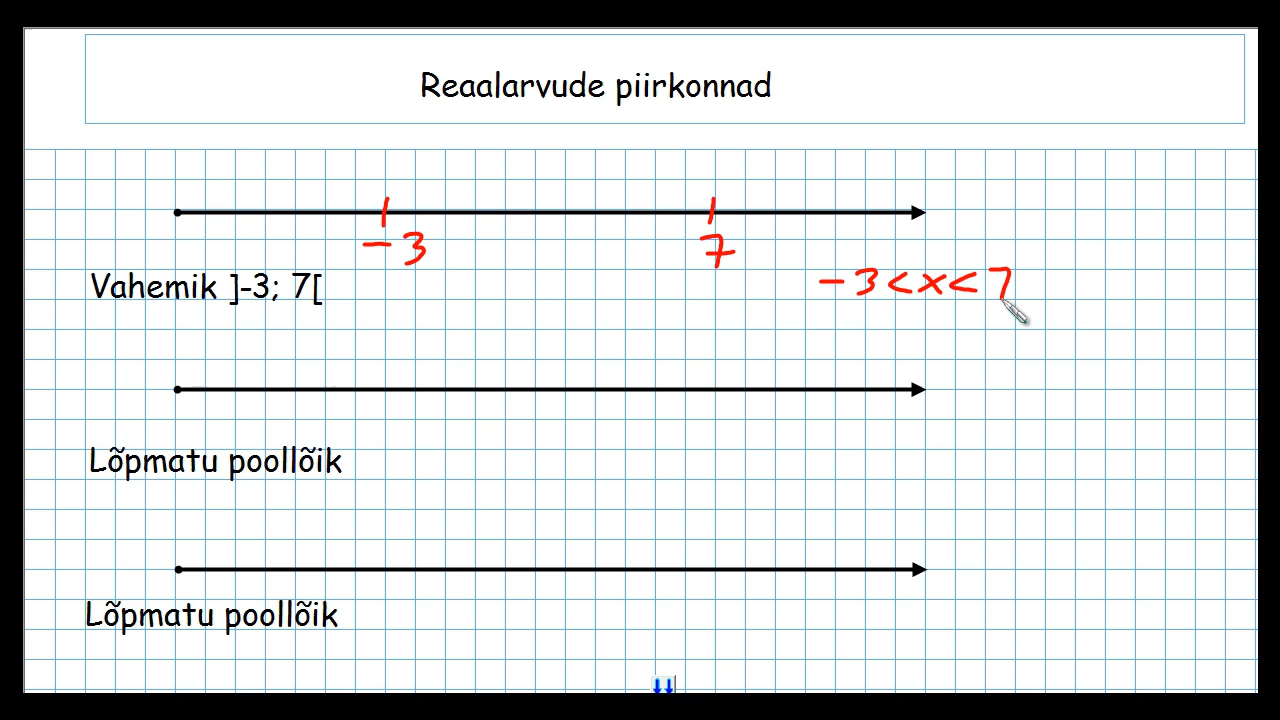 Reaalarvude piirkonnad
-3 7
Vahemik ]-3; 7[ -3 < x < 7
Lõpmatu poollõik
Lõpmatu poollõik